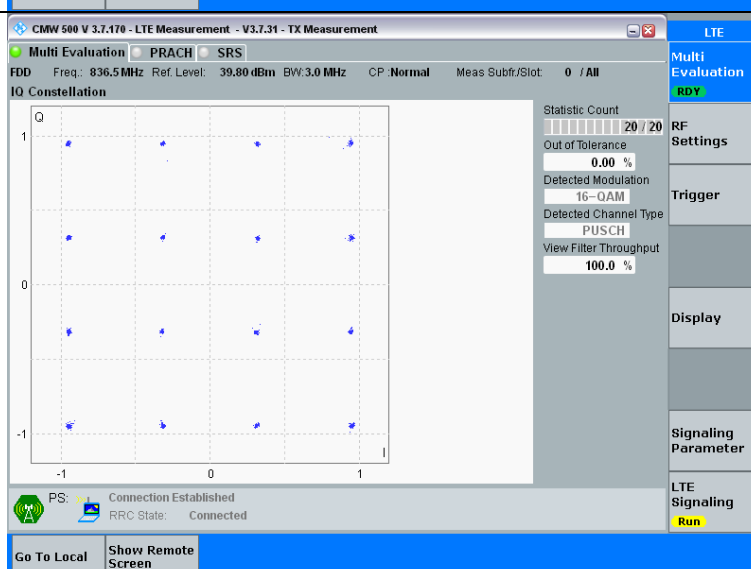 CMW 500 V 3.7.170 - LTE Measurement - V3.7.31 - TX Measurement
LTE
Multi Evaluation PRACH SRS
FDD Freq.: 836.5 MHz Ref. Level: 39.80 dBm BW: 3.0 MHz CP :Normal Meas Subfr./Slot: 0 / All
Multi
Evaluation
RDY
IQ Constellation
Q
1
0
-1
I
-1 0 1
Statistic Count
20 / 20
Out of Tolerance
0.00 %
Detected Modulation
16-QAM
Detected Channel Type
PUSCH
View Filter Throughput
100.0 %
RF
Settings
Trigger
Display
Signaling
Parameter
LTE
Signaling
Run
PS: Connection Established
RRC State: Connected
Go To Local
Show Remote
Screen